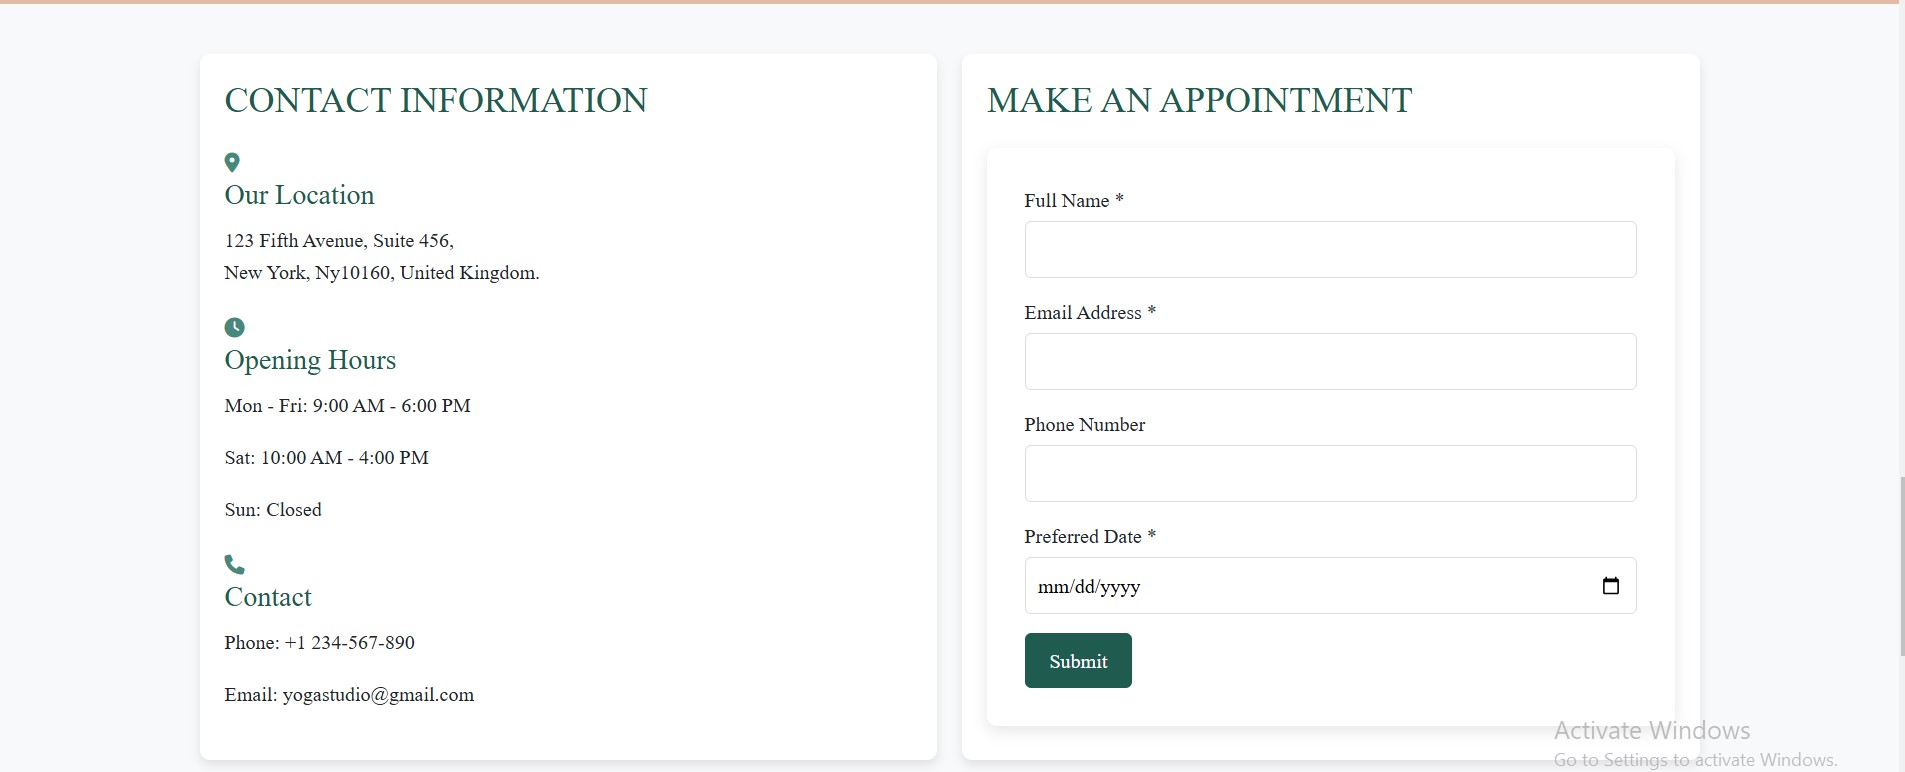 CONTACT INFORMATION
Our Location
123 Fifth Avenue, Suite 456,
New York, Ny10160, United Kingdom.
Opening Hours
Mon - Fri: 9:00 AM - 6:00 PM
Sat: 10:00 AM - 4:00 PM
Sun: Closed
Contact
Phone: +1 234-567-890
Email: yogastudio@gmail.com
MAKE AN APPOINTMENT
Full Name *
Email Address *
Phone Number
Preferred Date *
mm/dd/yyyy
Submit
Activate Windows
Go to Settings to activate Windows.